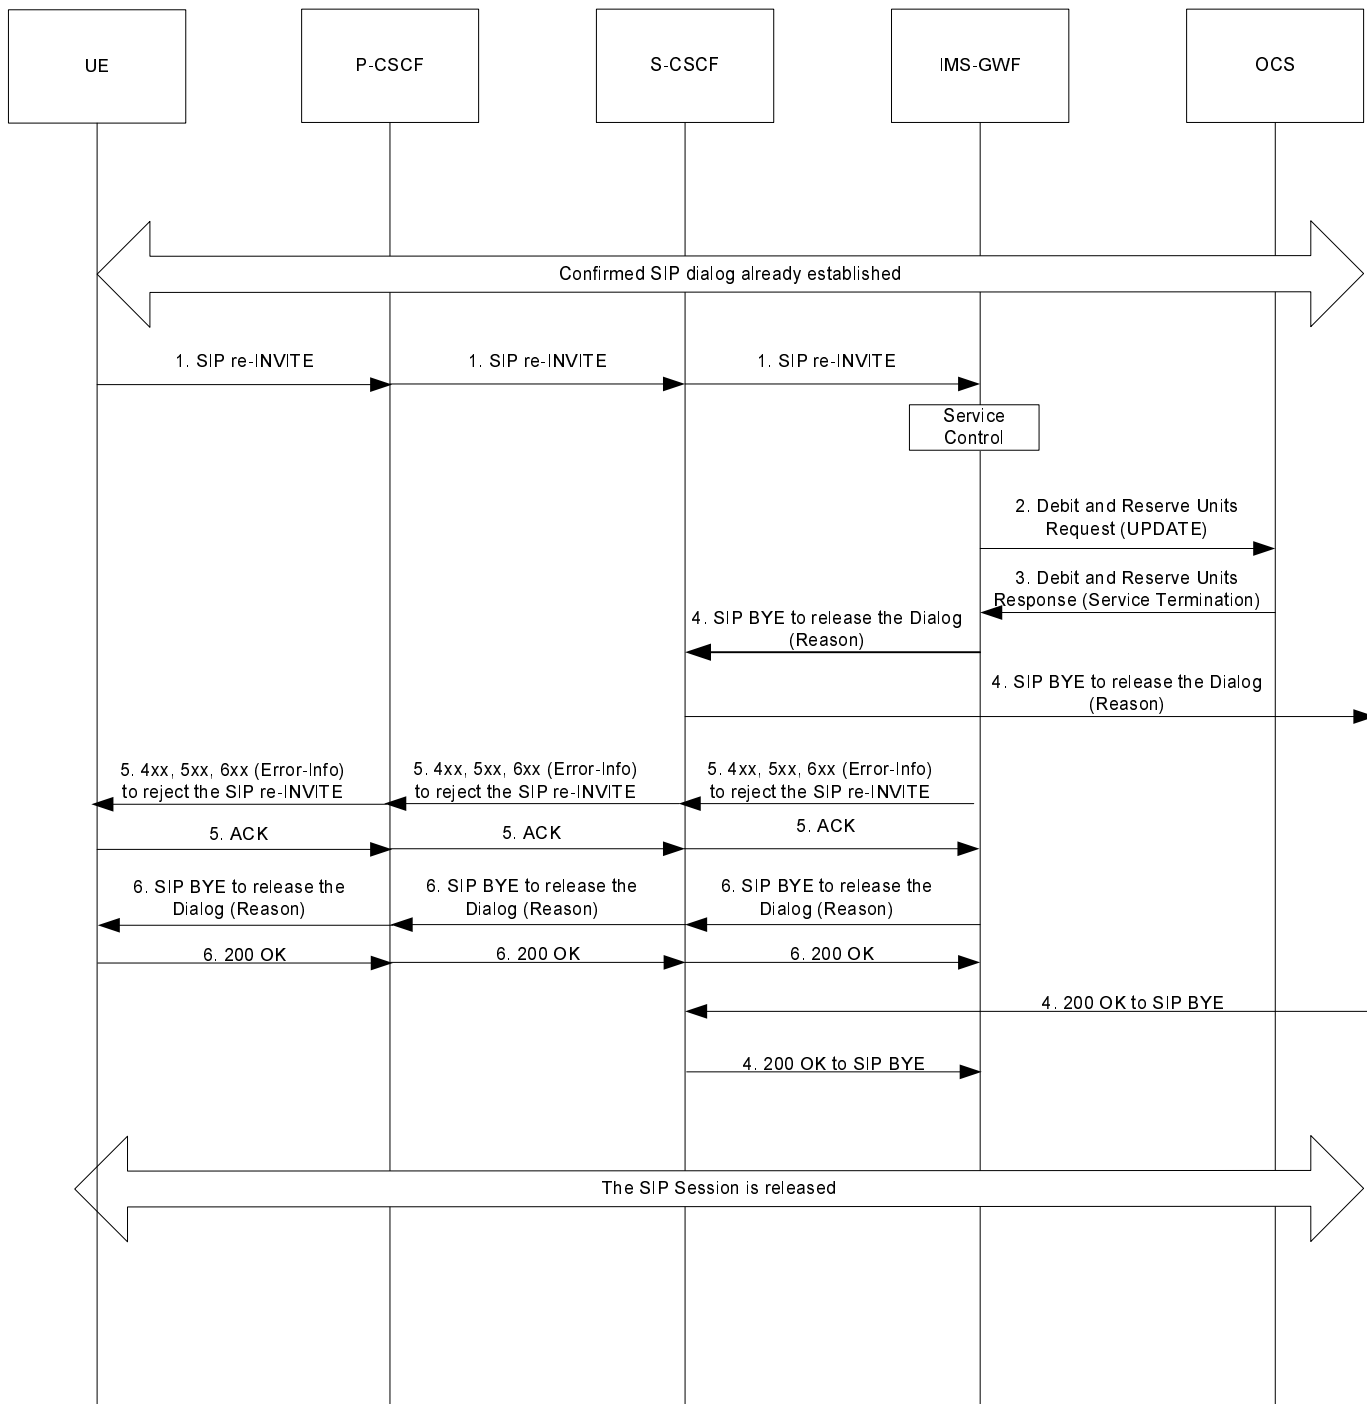 UE
P-CSCF
S-CSCF
IMS-GWF
OCS
Confirmed SIP dialog already established
1. SIP re-INVITE
1. SIP re-INVITE
1. SIP re-INVITE
Service
Control
2. Debit and Reserve Units
Request (UPDATE)
3. Debit and Reserve Units
Response (Service Termination)
4. SIP BYE to release the Dialog
(Reason)
4. SIP BYE to release the Dialog
(Reason)
5. 4xx, 5xx, 6xx (Error-Info)
to reject the SIP re-INVITE
5. 4xx, 5xx, 6xx (Error-Info)
to reject the SIP re-INVITE
5. 4xx, 5xx, 6xx (Error-Info)
to reject the SIP re-INVITE
5. ACK
5. ACK
5. ACK
6. SIP BYE to release the
Dialog (Reason)
6. SIP BYE to release the
Dialog (Reason)
6. SIP BYE to release the
Dialog (Reason)
6. 200 OK
6. 200 OK
6. 200 OK
4. 200 OK to SIP BYE
4. 200 OK to SIP BYE
The SIP Session is released